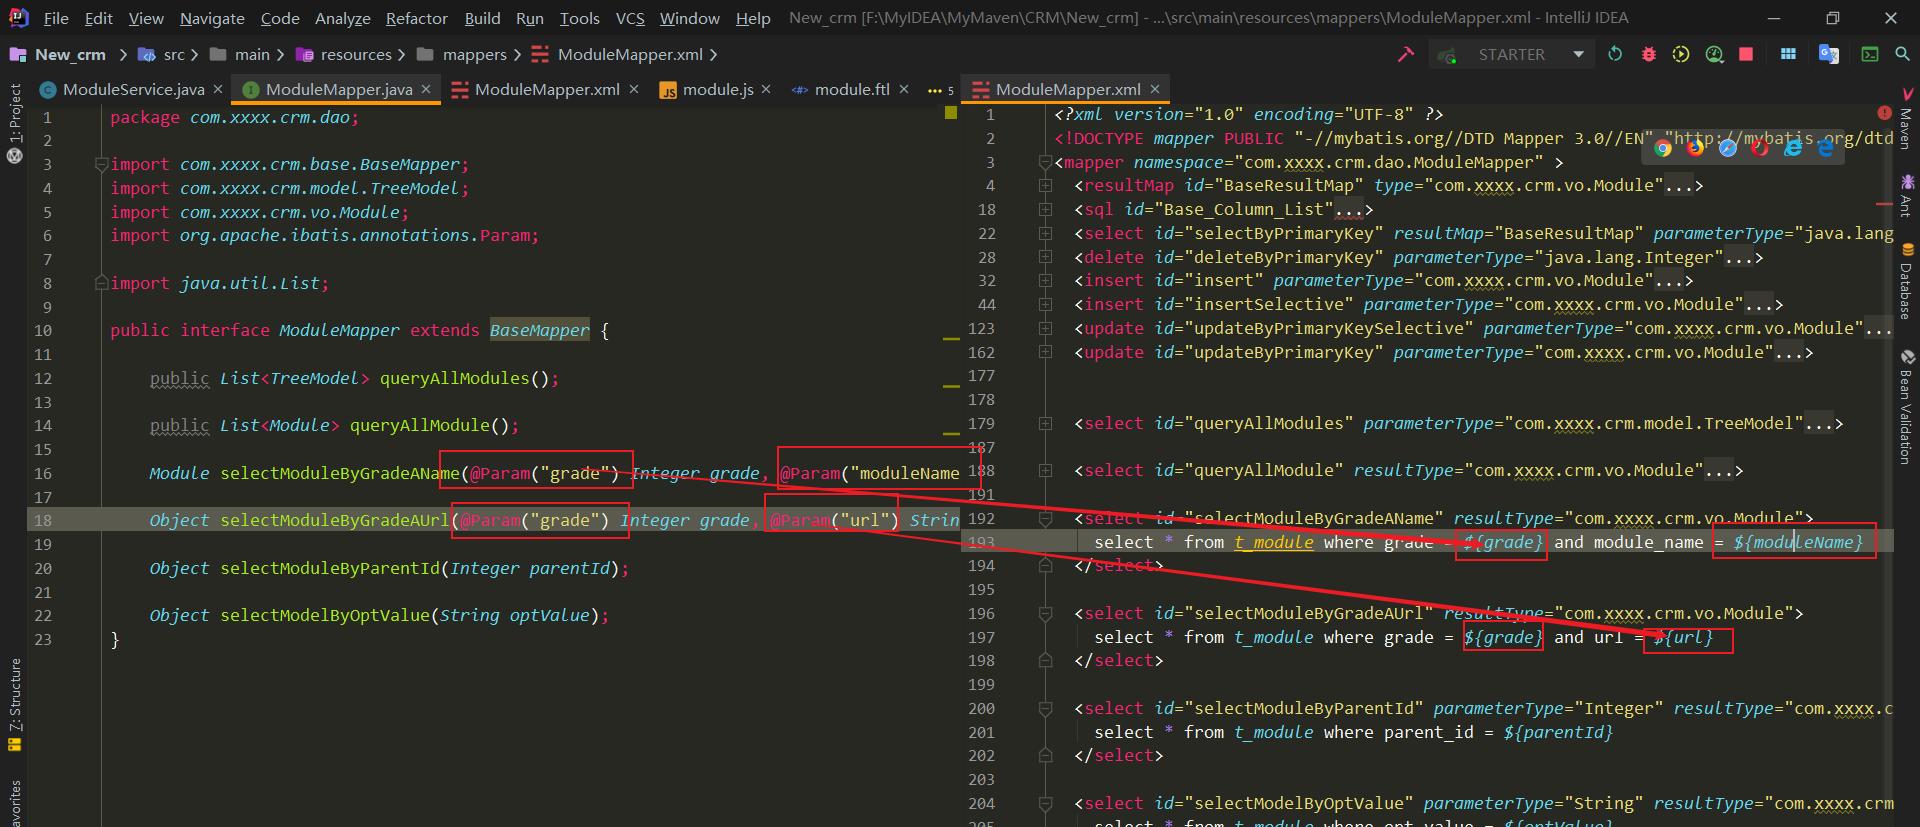 File Edit View Navigate Code Analyze Refactor Build Run Tools VCS Window Help New_crm [F:\MyIDEA\MyMaven\CRM\New_crm] - ...\src\main\resources\mappers\ModuleMapper.xml - IntelliJ IDEA
New_crm src main resources mappers ModuleMapper.xml STARTER
ModuleService.java ModuleMapper.java ModuleMapper.xml module.js module.ftl 5 ModuleMapper.xml
1: Project
Z: Structure
avorites
1 package com.xxxx.crm.dao;
2
3 import com.xxxx.crm.base.BaseMapper;
4 import com.xxxx.crm.model.TreeModel;
5 import com.xxxx.crm.vo.Module;
6 import org.apache.ibatis.annotations.Param;
7
8 import java.util.List;
9
10 public interface ModuleMapper extends BaseMapper {
11
12 public List<TreeModel> queryAllModules();
13
14 public List<Module> queryAllModule();
15
16 Module selectModuleByGradeAName(@Param("grade") Integer grade, @Param("moduleName
17
18 Object selectModuleByGradeAUrl(@Param("grade") Integer grade, @Param("url") Strin
19
20 Object selectModuleByParentId(Integer parentId);
21
22 Object selectModelByOptValue(String optValue);
23 }
1 <?xml version="1.0" encoding="UTF-8" ?>
2 <!DOCTYPE mapper PUBLIC "-//mybatis.org//DTD Mapper 3.0//EN" "http://mybatis.org/dtd
3 <mapper namespace="com.xxxx.crm.dao.ModuleMapper" >
4 <resultMap id="BaseResultMap" type="com.xxxx.crm.vo.Module"...>
18 <sql id="Base_Column_List"...>
22 <select id="selectByPrimaryKey" resultMap="BaseResultMap" parameterType="java.lang
28 <delete id="deleteByPrimaryKey" parameterType="java.lang.Integer"...>
32 <insert id="insert" parameterType="com.xxxx.crm.vo.Module"...>
44 <insert id="insertSelective" parameterType="com.xxxx.crm.vo.Module"...>
123 <update id="updateByPrimaryKeySelective" parameterType="com.xxxx.crm.vo.Module"...
162 <update id="updateByPrimaryKey" parameterType="com.xxxx.crm.vo.Module"...>
177
178
179 <select id="queryAllModules" parameterType="com.xxxx.crm.model.TreeModel"...>
187
188 <select id="queryAllModule" resultType="com.xxxx.crm.vo.Module"...>
191
192 <select id="selectModuleByGradeAName" resultType="com.xxxx.crm.vo.Module">
193 select * from t_module where grade = ${grade} and module_name = ${moduleName}
194 </select>
195
196 <select id="selectModuleByGradeAUrl" resultType="com.xxxx.crm.vo.Module">
197 select * from t_module where grade = ${grade} and url = ${url}
198 </select>
199
200 <select id="selectModuleByParentId" parameterType="Integer" resultType="com.xxxx.c
201 select * from t_module where parent_id = ${parentId}
202 </select>
203
204 <select id="selectModelByOptValue" parameterType="String" resultType="com.xxxx.crm
205 select * from t_module where opt_value = ${optValue}
Maven
Ant
Database
Bean Validation